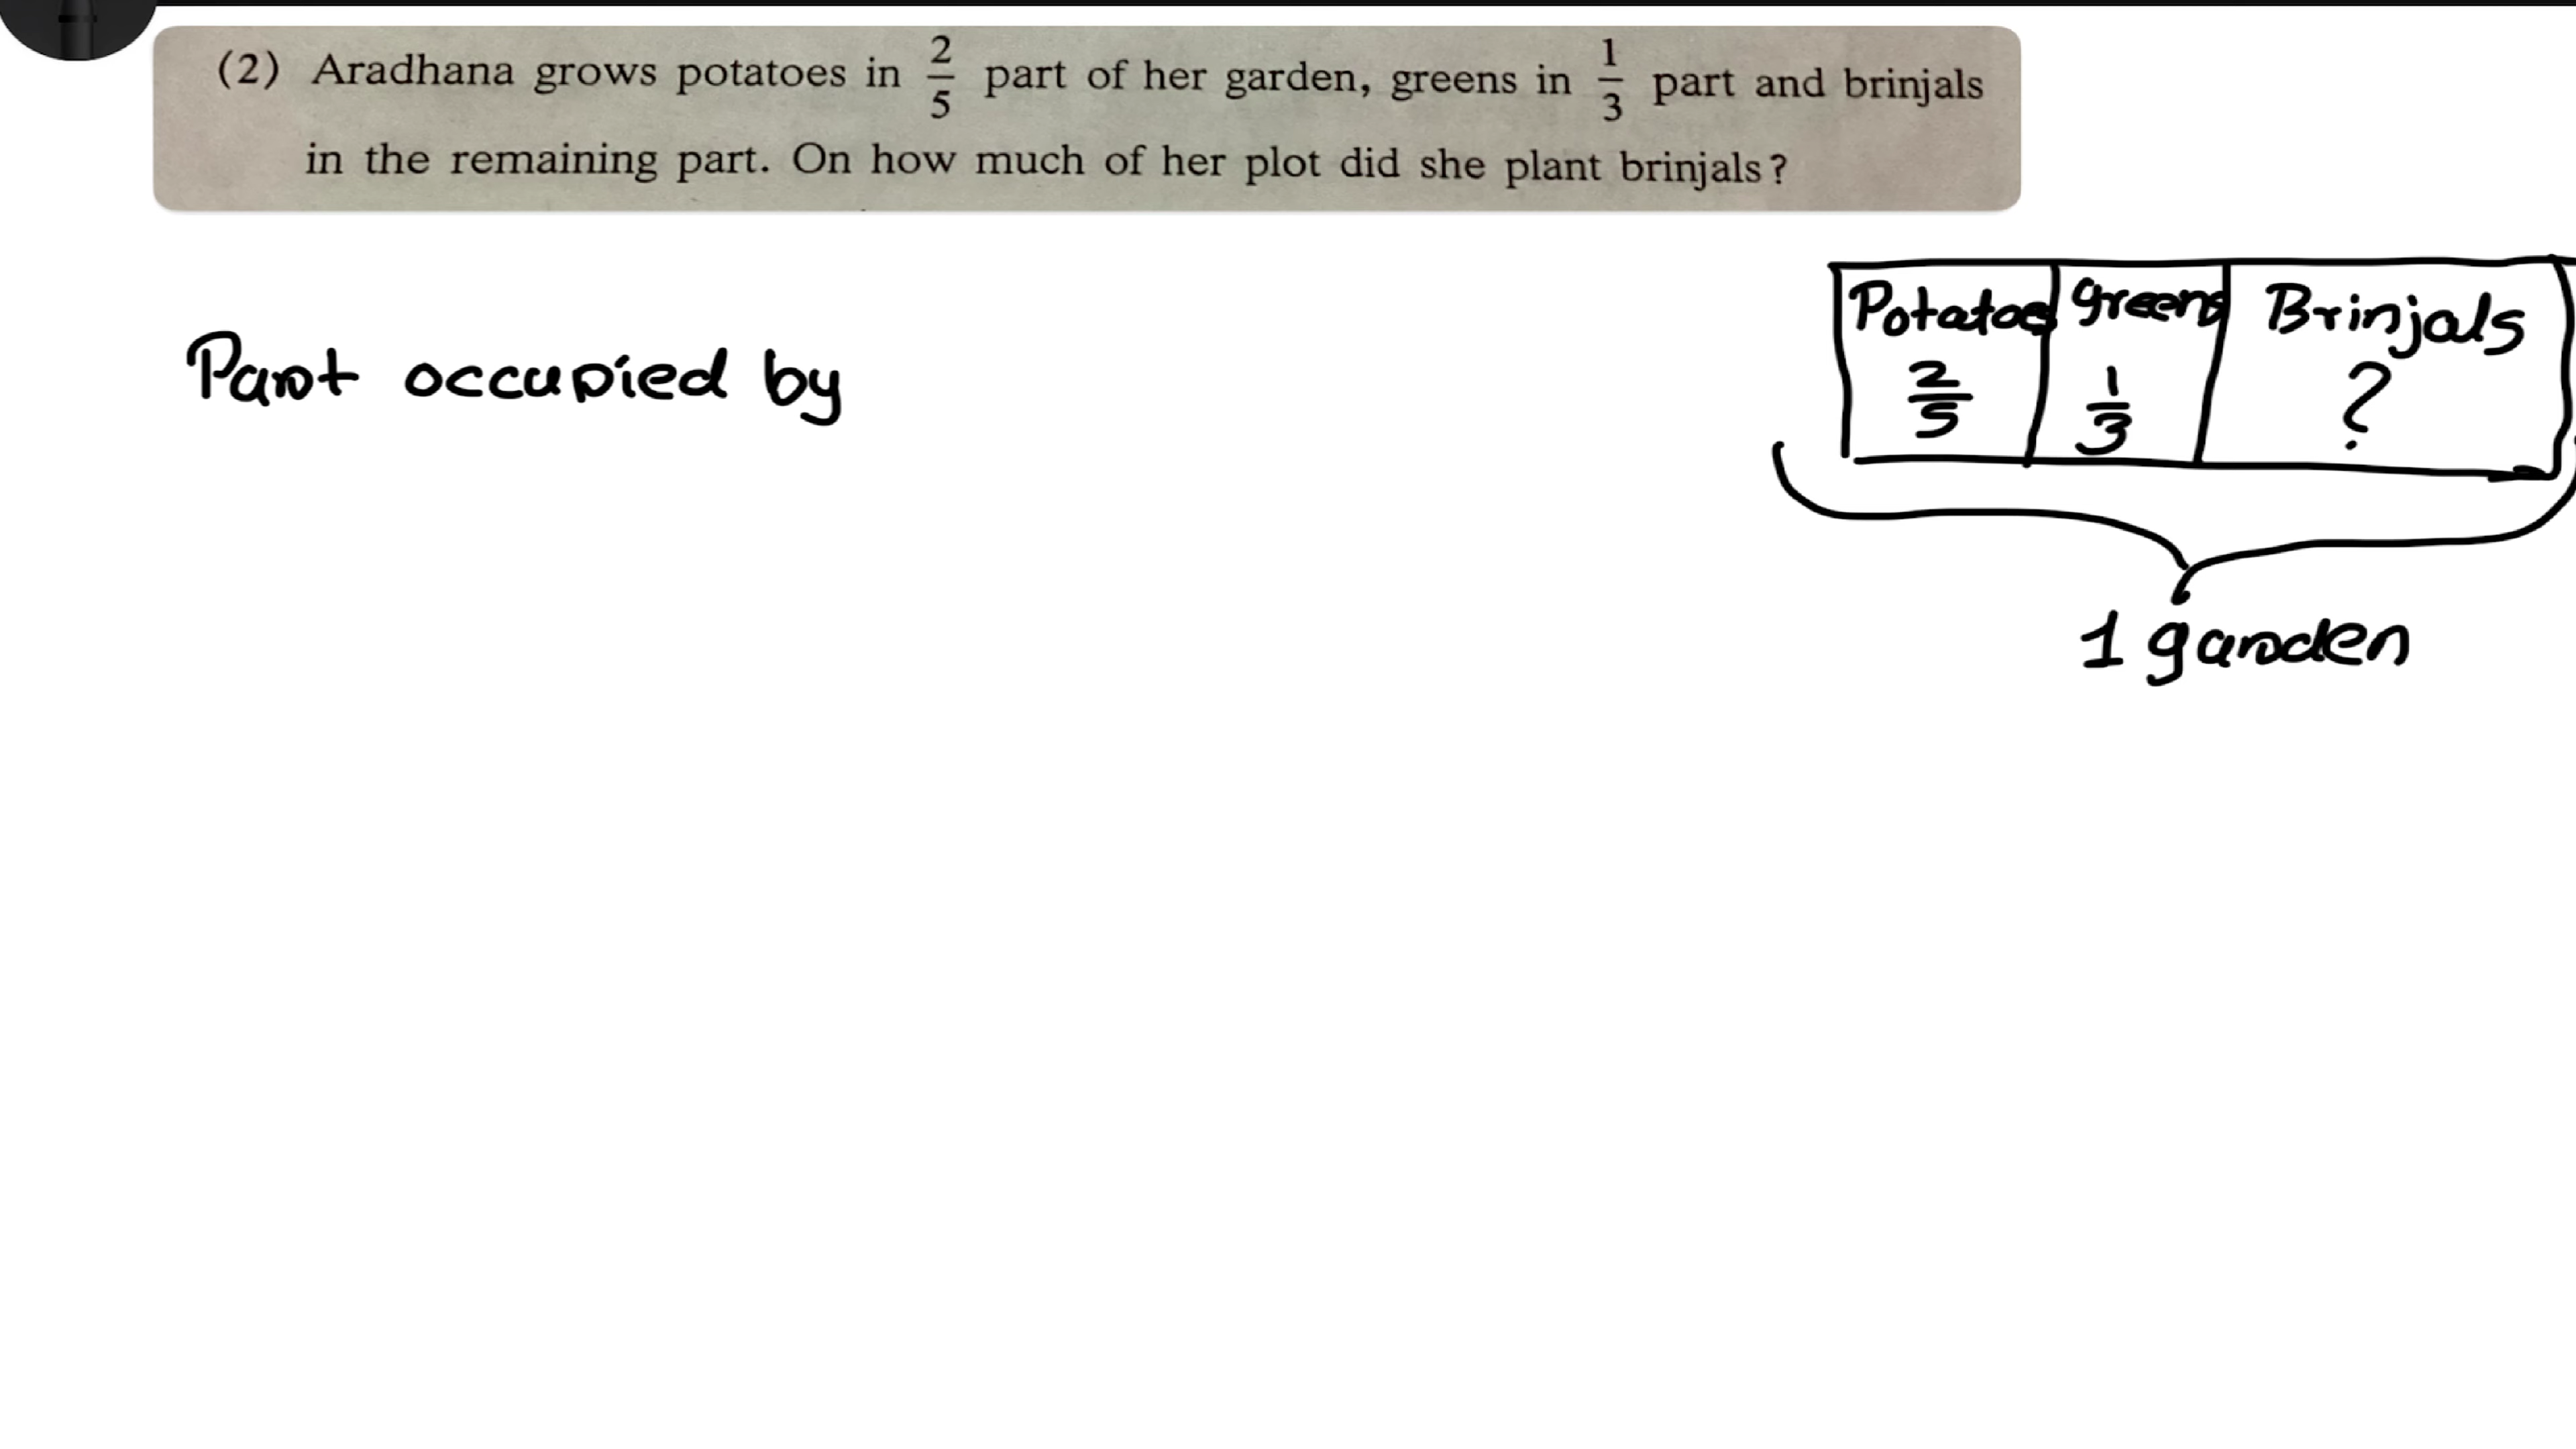 (2) Aradhana grows potatoes in 2/5 part of her garden, greens in 1/3 part and brinjals
in the remaining part. On how much of her plot did she plant brinjals?
Potatoes greens Brinjals
2/5 1/3 ?
Part occupied by
1 garden